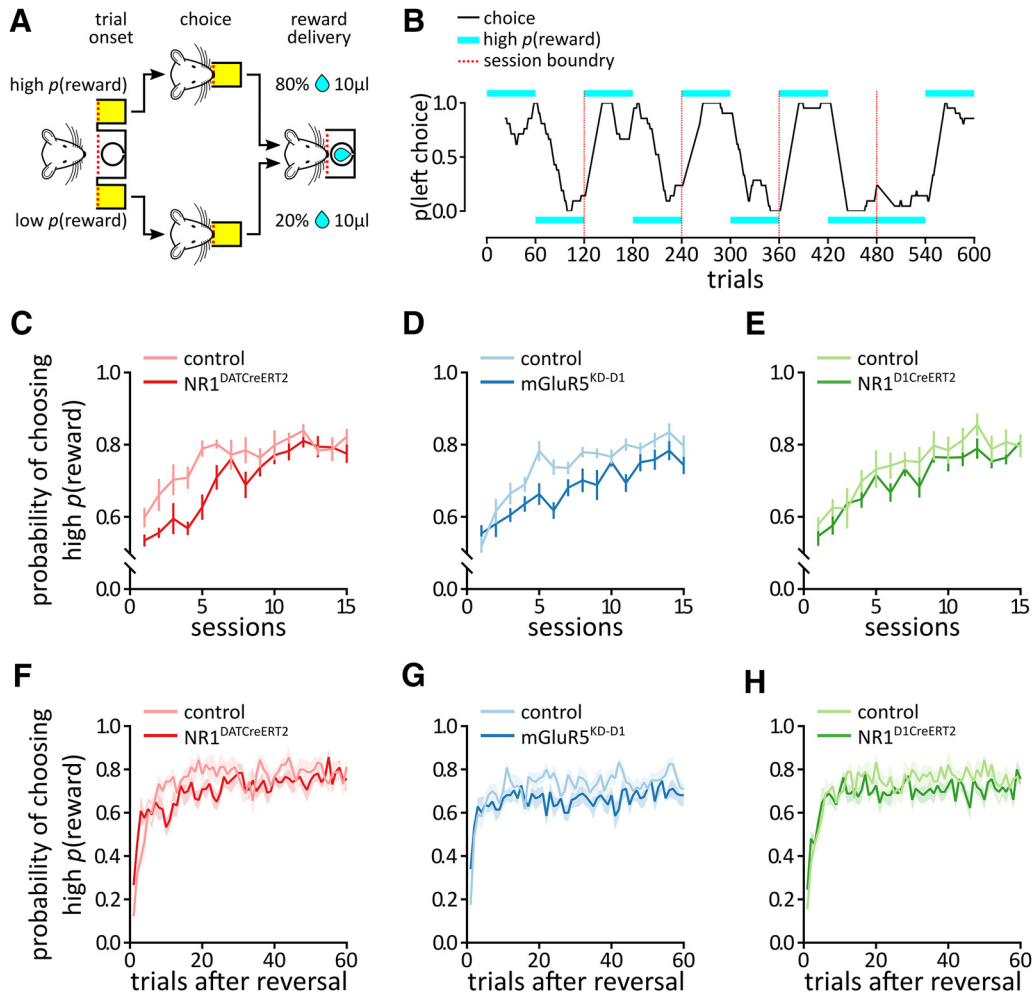 A
trial onset
choice
reward delivery
high p(reward)
80% 10µl
low p(reward)
20% 10µl
B
choice
high p(reward)
session boundry
p(left choice)
1.0
0.5
0.0
0 60 120 180 240 300 360 420 480 540 600
trials
C
control
NR1DATCreERT2
probability of choosing
high p(reward)
1.0
0.8
0.6
0.0
0 5 10 15
sessions
D
control
mGluR5KD-D1
1.0
0.8
0.6
0.0
0 5 10 15
sessions
E
control
NR1D1CreERT2
1.0
0.8
0.6
0.0
0 5 10 15
sessions
F
control
NR1DATCreERT2
probability of choosing
high p(reward)
1.0
0.8
0.6
0.4
0.2
0.0
0 20 40 60
trials after reversal
G
control
mGluR5KD-D1
1.0
0.8
0.6
0.4
0.2
0.0
0 20 40 60
trials after reversal
H
control
NR1D1CreERT2
1.0
0.8
0.6
0.4
0.2
0.0
0 20 40 60
trials after reversal